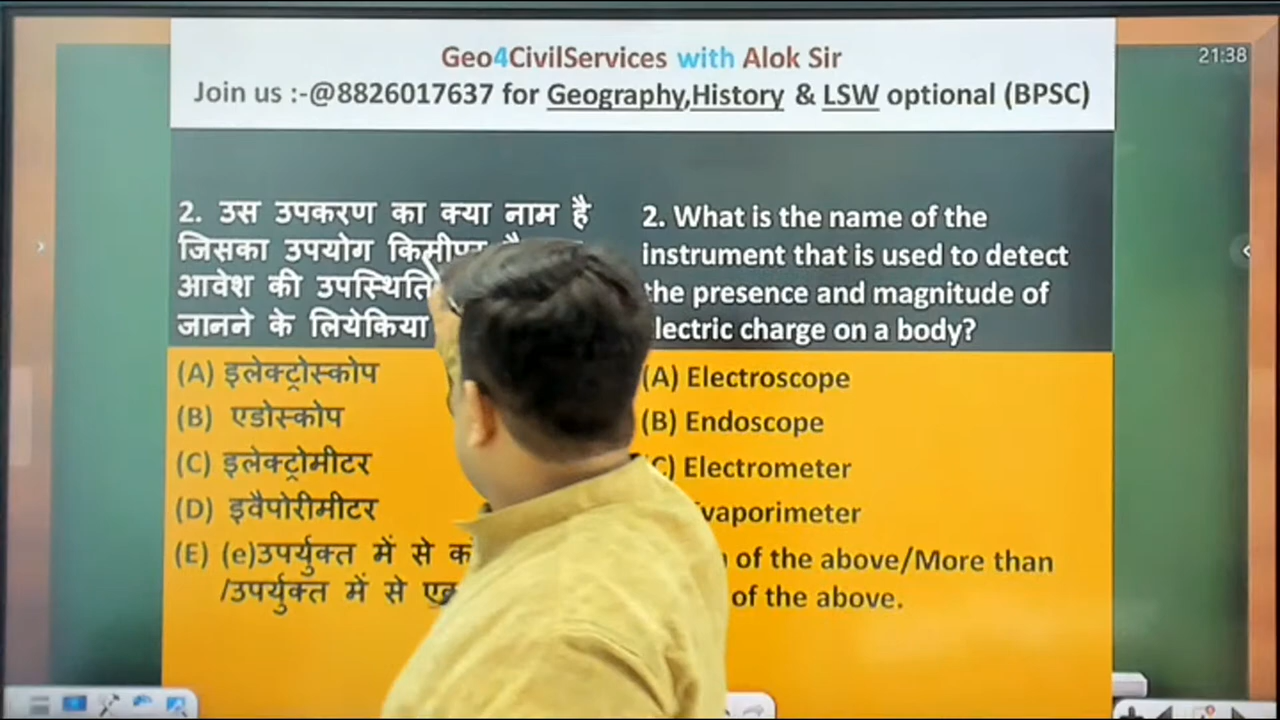 Geo4CivilServices with Alok Sir
Join us :-@8826017637 for Geography,History & LSW optional (BPSC)
21:38
2. उस उपकरण का क्या नाम है
जिसका उपयोग
आवेश की उपस्थिति
जानने के लियेकिया
(A) इलेक्ट्रोस्कोप
(B) एडोस्कोप
(C) इलेक्ट्रोमीटर
(D) इवैपोरीमीटर
(E) (e)उपर्युक्त में से
/उपर्युक्त में से
2. What is the name of the
instrument that is used to detect
the presence and magnitude of
electric charge on a body?
(A) Electroscope
(B) Endoscope
(C) Electrometer
Evaporimeter
of the above/More than
of the above.